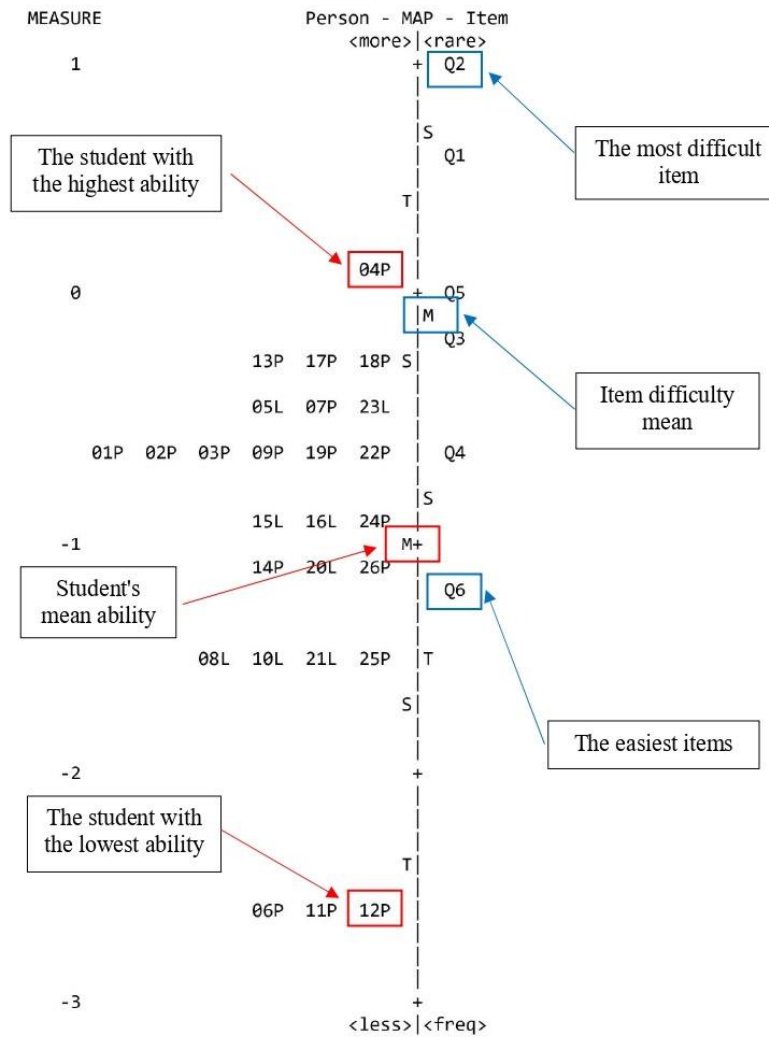 MEASURE Person - MAP - Item
<more>|<rare>
1 + Q2
S
The most difficult
item
Q1
The student with
the highest ability
T
04P
0 + Q5
M
Q3
13P 17P 18P S
Item difficulty
mean
05L 07P 23L
01P 02P 03P 09P 19P 22P Q4
S
15L 16L 24P
-1 M+
14P 20L 26P
Student's
mean ability
Q6
08L 10L 21L 25P T
S
The easiest items
-2 +
The student with
the lowest ability
T
06P 11P 12P
-3 +
<less>|<freq>